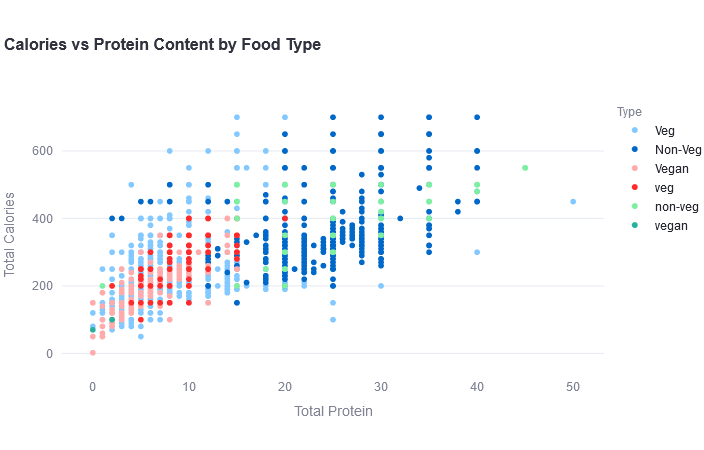 Calories vs Protein Content by Food Type
Type
Veg
Non-Veg
Vegan
veg
non-veg
vegan
Total Calories
600
400
200
0
0 10 20 30 40 50
Total Protein